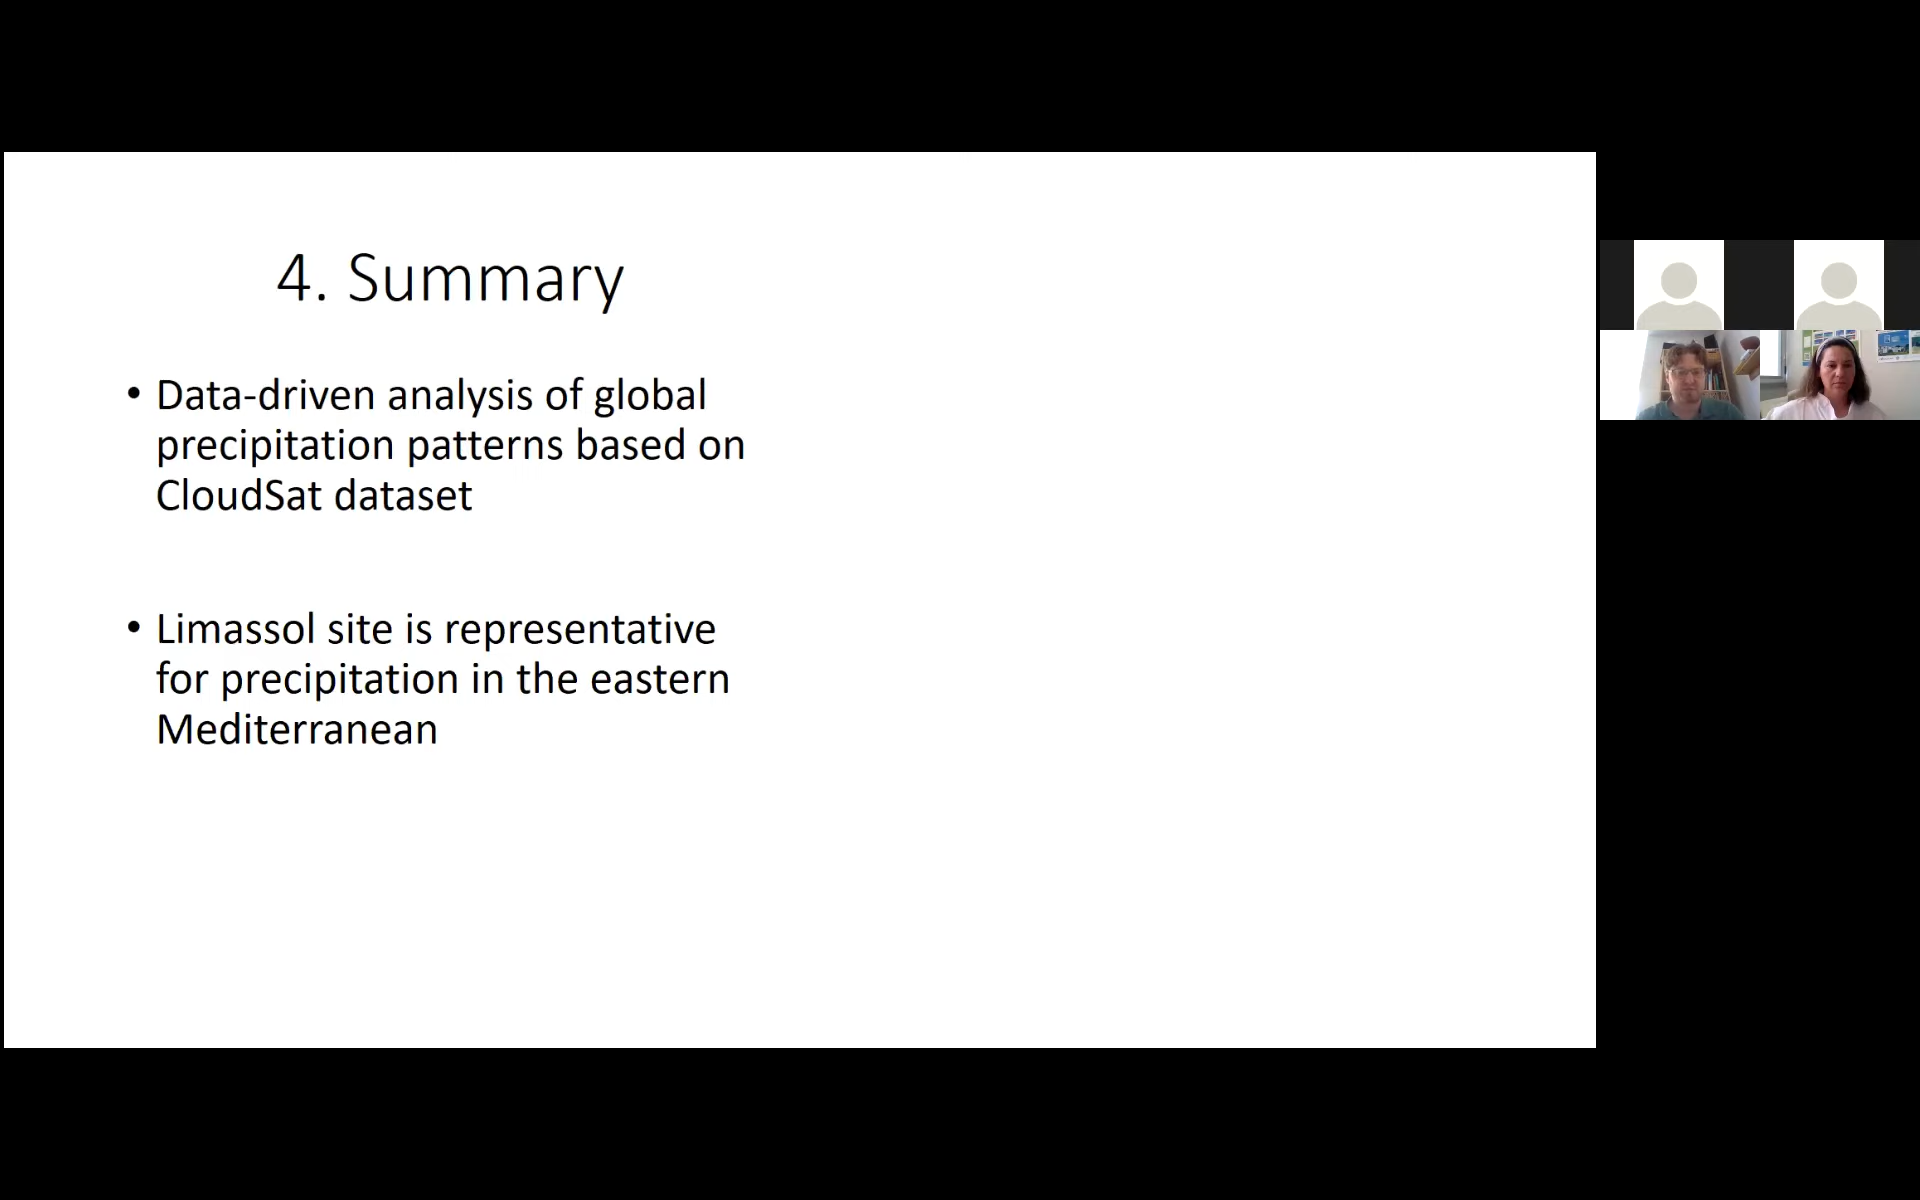 4. Summary
• Data-driven analysis of global
precipitation patterns based on
CloudSat dataset
• Limassol site is representative
for precipitation in the eastern
Mediterranean